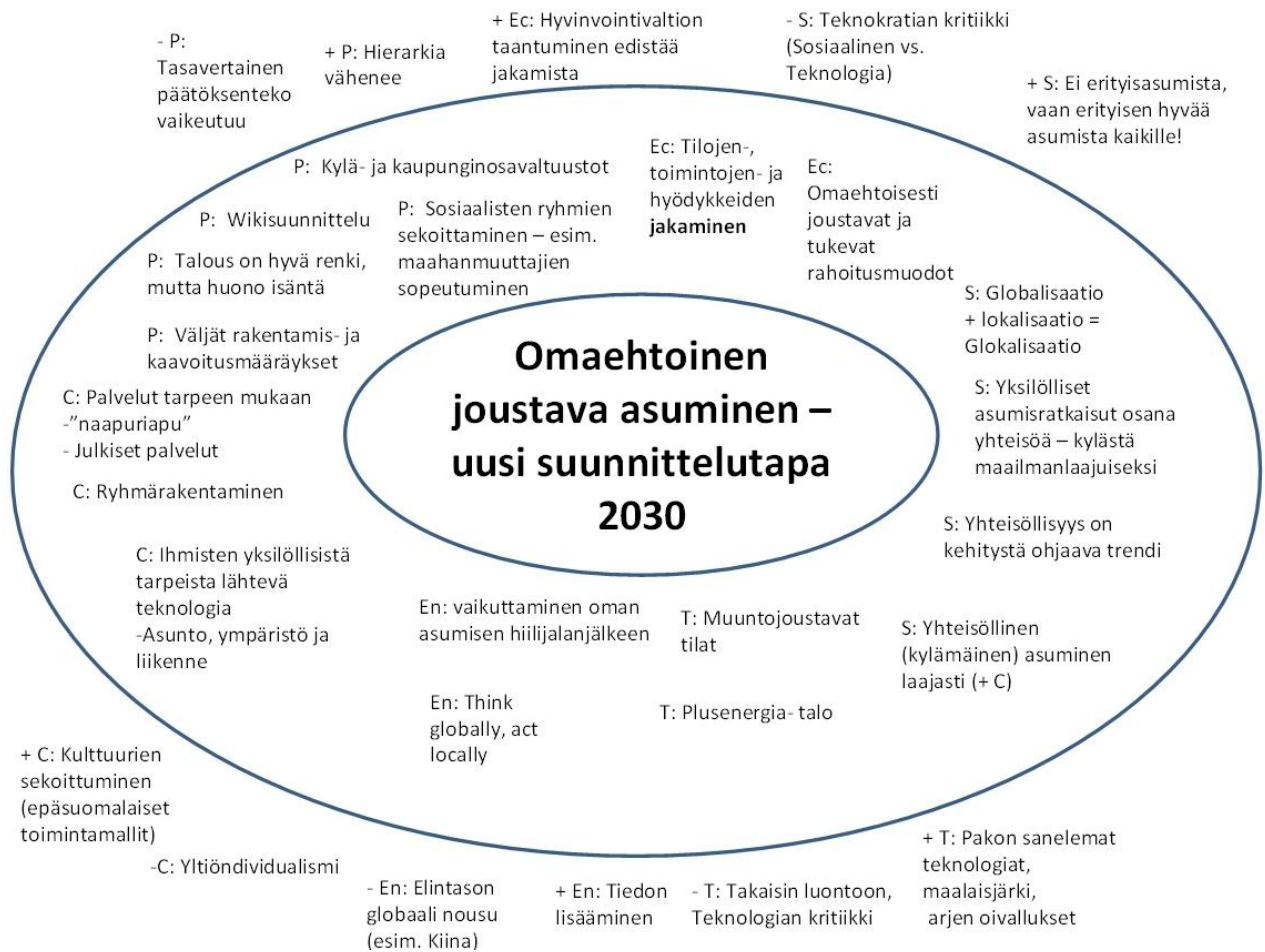 - P:
Tasavertainen
päätöksenteko
vaikeutuu
+ P: Hierarkia
vähenee
+ Ec: Hyvinvointivaltion
taantuminen edistää
jakamista
- S: Teknokratian kritiikki
(Sosiaalinen vs.
Teknologia)
+ S: Ei erityisasumista,
vaan erityisen hyvää
asumista kaikille!
P: Kylä- ja kaupunginosavaltuustot
Ec: Tilojen-,
toimintojen- ja
hyödykkeiden
jakaminen
Ec:
Omaehtoisesti
joustavat ja
tukevat
rahoitusmuodot
P: Wikisuunnittelu
P: Sosiaalisten ryhmien
sekoittaminen – esim.
maahanmuuttajien
sopeutuminen
P: Talous on hyvä renki,
mutta huono isäntä
P: Väljät rakentamis- ja
kaavoitusmääräykset
S: Globalisaatio
+ lokalisaatio =
Glokalisaatio
Omaehtoinen
joustava asuminen –
uusi suunnittelutapa
2030
C: Palvelut tarpeen mukaan
-”naapuriapu”
- Julkiset palvelut
S: Yksilölliset
asumisratkaisut osana
yhteisöä – kylästä
maailmanlaajuiseksi
C: Ryhmärakentaminen
S: Yhteisöllisyys on
kehitystä ohjaava trendi
C: Ihmisten yksilöllisistä
tarpeista lähtevä
teknologia
-Asunto, ympäristö ja
liikenne
En: vaikuttaminen oman
asumisen hiilijalanjälkeen
T: Muuntojoustavat
tilat
S: Yhteisöllinen
(kylämäinen) asuminen
laajasti (+ C)
En: Think
globally, act
locally
T: Plusenergia- talo
+ C: Kulttuurien
sekoittuminen
(epäsuomalaiset
toimintamallit)
-C: Yltiöndividualismi
- En: Elintason
globaali nousu
(esim. Kiina)
+ En: Tiedon
lisääminen
- T: Takaisin luontoon,
Teknologian kritiikki
+ T: Pakon sanelemat
teknologiat,
maalaisjärki,
arjen oivallukset